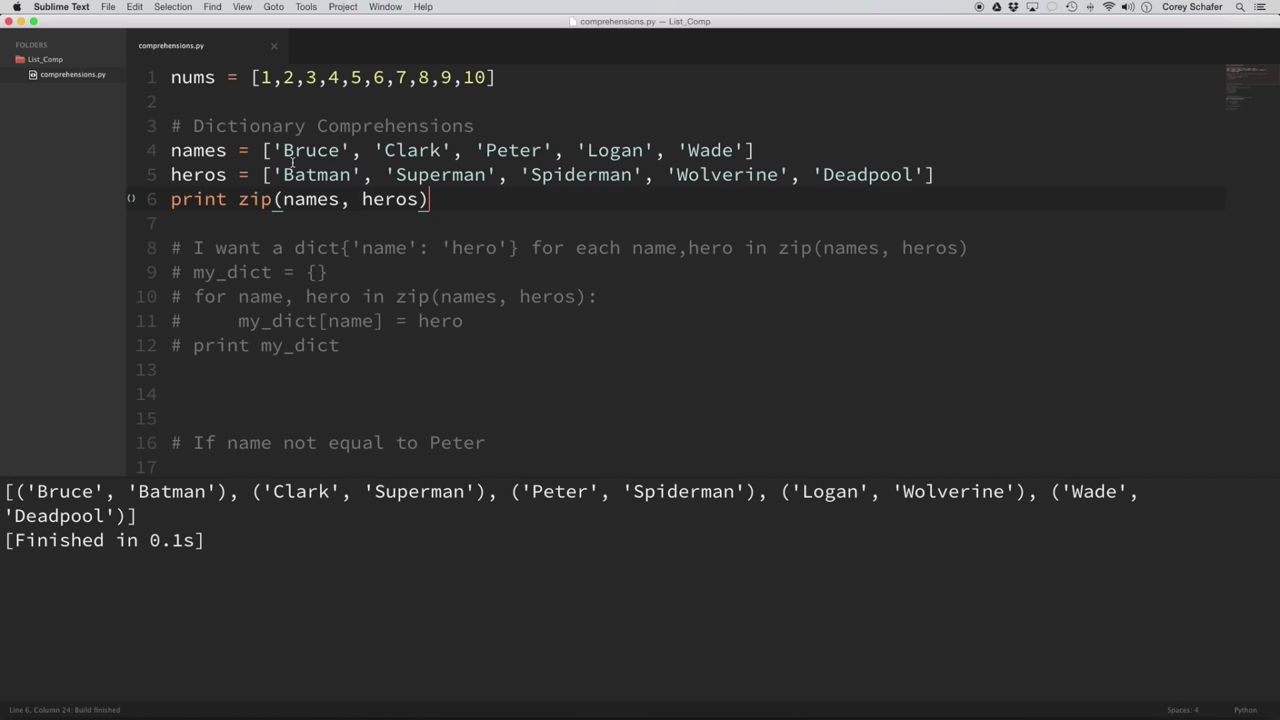 Sublime Text File Edit Selection Find View Goto Tools Project Window Help Corey Schafer
comprehensions.py — List_Comp
FOLDERS
List_Comp
comprehensions.py
comprehensions.py
1 nums = [1,2,3,4,5,6,7,8,9,10]
2
3 # Dictionary Comprehensions
4 names = ['Bruce', 'Clark', 'Peter', 'Logan', 'Wade']
5 heros = ['Batman', 'Superman', 'Spiderman', 'Wolverine', 'Deadpool']
6 print zip(names, heros)
7
8 # I want a dict{'name': 'hero'} for each name,hero in zip(names, heros)
9 # my_dict = {}
10 # for name, hero in zip(names, heros):
11 #     my_dict[name] = hero
12 # print my_dict
13
14
15
16 # If name not equal to Peter
17
[('Bruce', 'Batman'), ('Clark', 'Superman'), ('Peter', 'Spiderman'), ('Logan', 'Wolverine'), ('Wade',
'Deadpool')]
[Finished in 0.1s]
Line 6, Column 24: Build finished Spaces: 4 Python